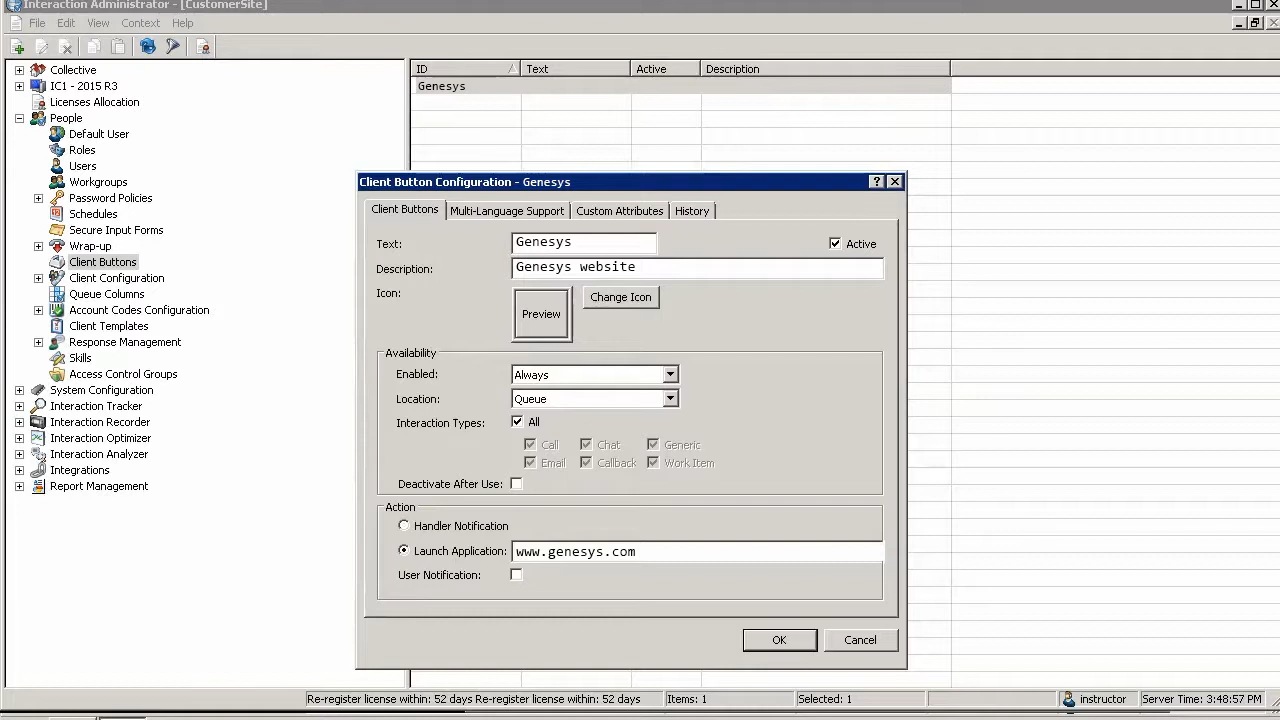 Interaction Administrator - [CustomerSite]
File Edit View Context Help
Collective
IC1 - 2015 R3
Licenses Allocation
People
Default User
Roles
Users
Workgroups
Password Policies
Schedules
Secure Input Forms
Wrap-up
Client Buttons
Client Configuration
Queue Columns
Account Codes Configuration
Client Templates
Response Management
Skills
Access Control Groups
System Configuration
Interaction Tracker
Interaction Recorder
Interaction Optimizer
Interaction Analyzer
Integrations
Report Management
ID Text Active Description
Genesys
Client Button Configuration - Genesys
Client Buttons Multi-Language Support Custom Attributes History
Text: Genesys Active
Description: Genesys website
Icon: Preview Change Icon
Availability
Enabled: Always
Location: Queue
Interaction Types: All
Call Chat Generic
Email Callback Work Item
Deactivate After Use:
Action
Handler Notification
Launch Application: www.genesys.com
User Notification:
OK Cancel
Re-register license within: 52 days Re-register license within: 52 days Items: 1 Selected: 1 instructor Server Time: 3:48:57 PM